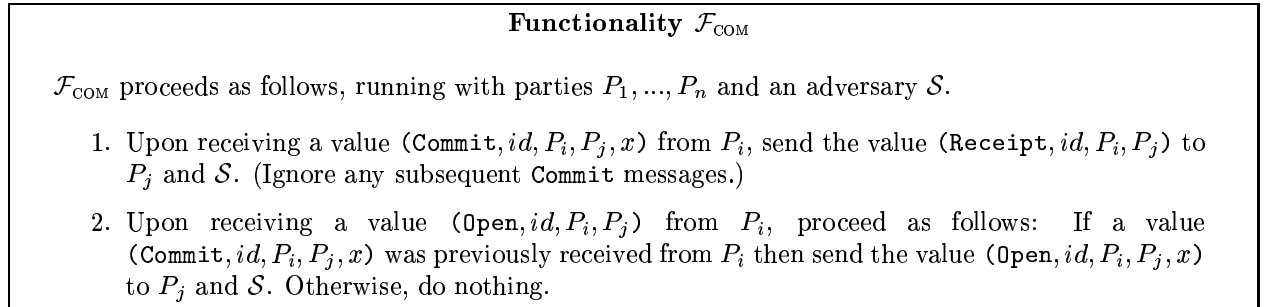 Functionality F_COM
F_COM proceeds as follows, running with parties P_1, ..., P_n and an adversary S.
1. Upon receiving a value (Commit, id, P_i, P_j, x) from P_i, send the value (Receipt, id, P_i, P_j) to
P_j and S. (Ignore any subsequent Commit messages.)
2. Upon receiving a value (Open, id, P_i, P_j) from P_i, proceed as follows: If a value
(Commit, id, P_i, P_j, x) was previously received from P_i then send the value (Open, id, P_i, P_j, x)
to P_j and S. Otherwise, do nothing.